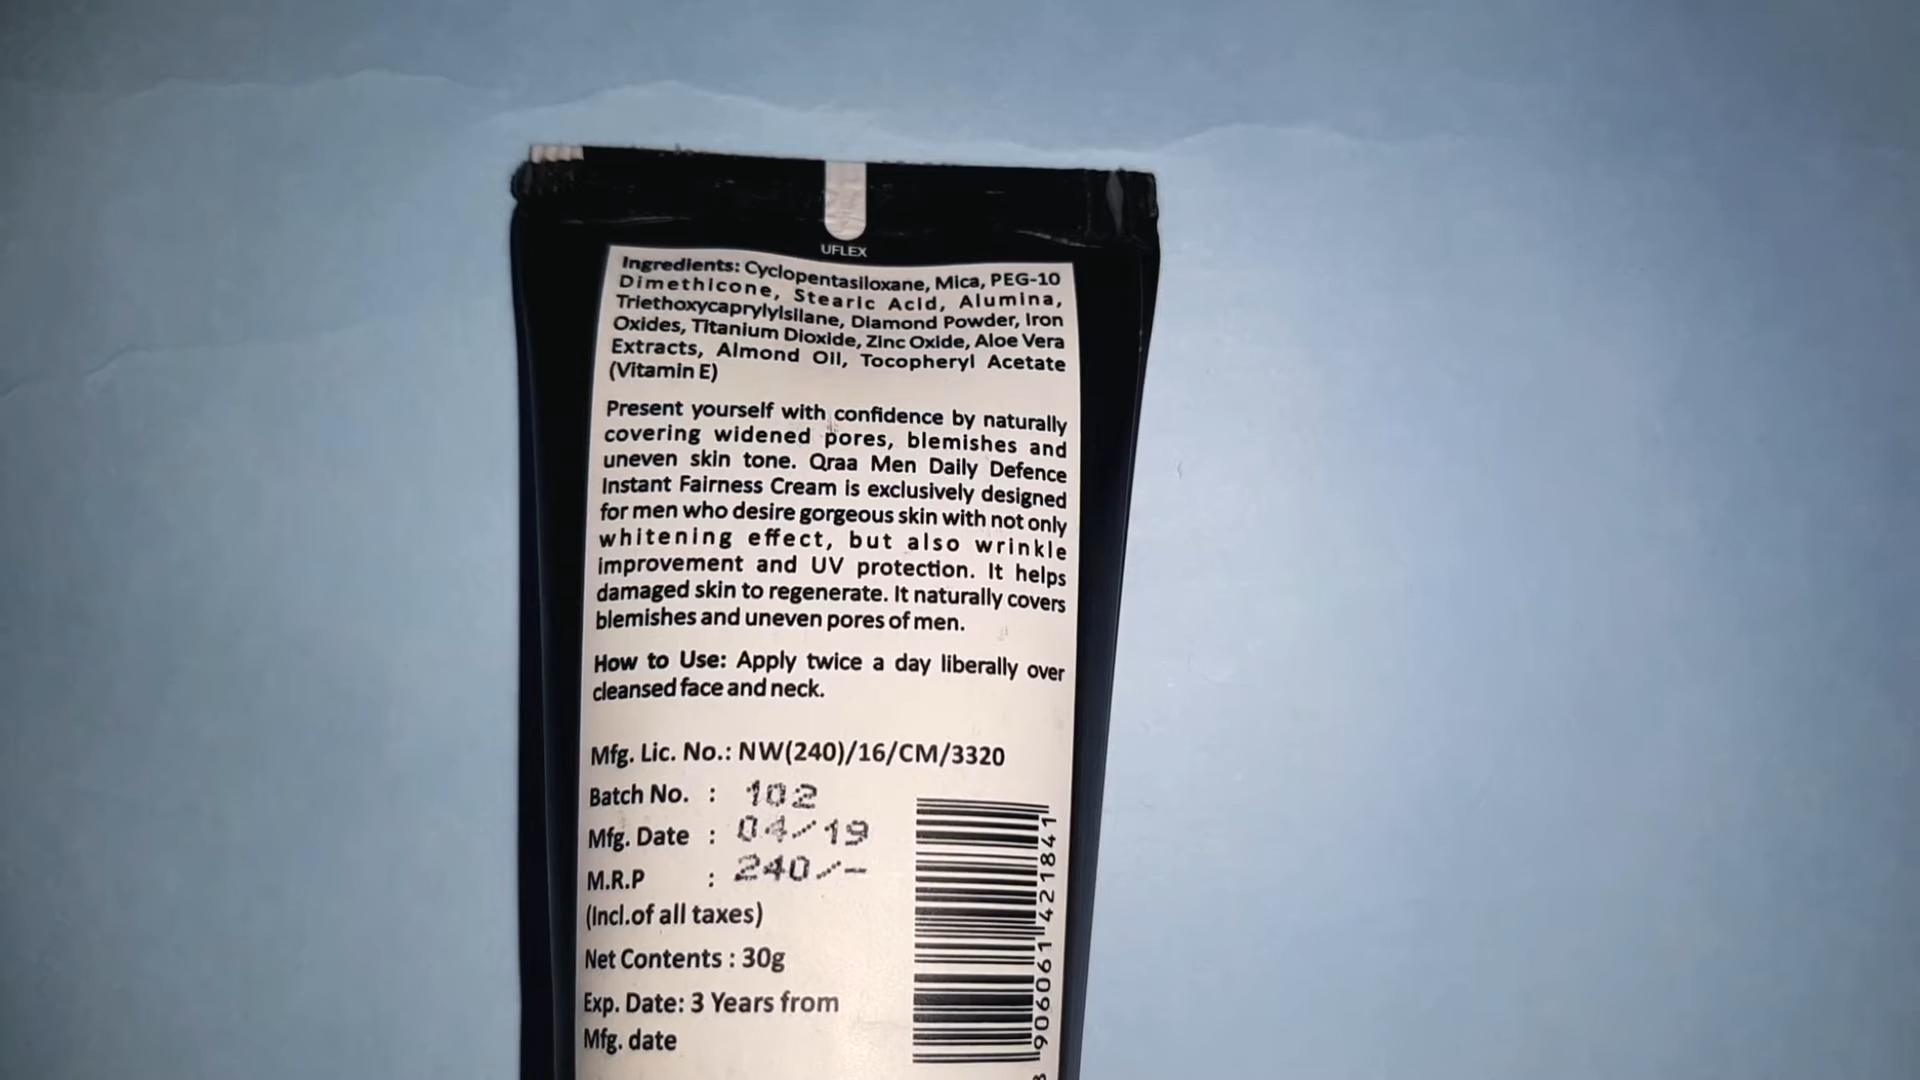 UFLEX
Ingredients: Cyclopentasiloxane, Mica, PEG-10
Dimethicone, Stearic Acid, Alumina,
Triethoxycaprylylsilane, Diamond Powder, Iron
Oxides, Titanium Dioxide, Zinc Oxide, Aloe Vera
Extracts, Almond Oil, Tocopheryl Acetate
(Vitamin E)
Present yourself with confidence by naturally
covering widened pores, blemishes and
uneven skin tone. Qraa Men Daily Defence
Instant Fairness Cream is exclusively designed
for men who desire gorgeous skin with not only
whitening effect, but also wrinkle
improvement and UV protection. It helps
damaged skin to regenerate. It naturally covers
blemishes and uneven pores of men.
How to Use: Apply twice a day liberally over
cleansed face and neck.
Mfg. Lic. No.: NW(240)/16/CM/3320
Batch No. : 102
Mfg. Date : 04/19
M.R.P : 240/-
(Incl.of all taxes)
Net Contents : 30g
Exp. Date: 3 Years from
Mfg. date
8 906061 421841